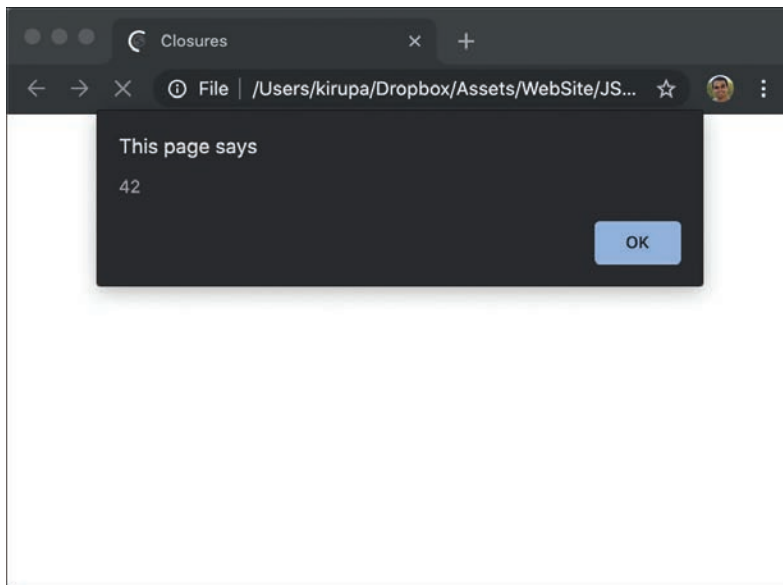 Closures
File /Users/kirupa/Dropbox/Assets/WebSite/JS...
This page says
42
OK